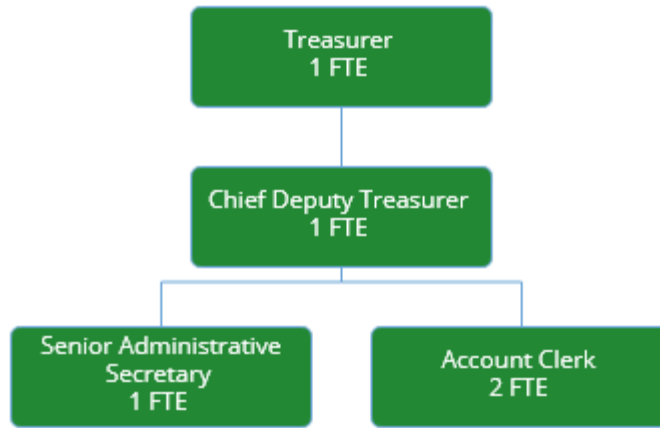 Treasurer
1 FTE
Chief Deputy Treasurer
1 FTE
Senior Administrative
Secretary
1 FTE
Account Clerk
2 FTE